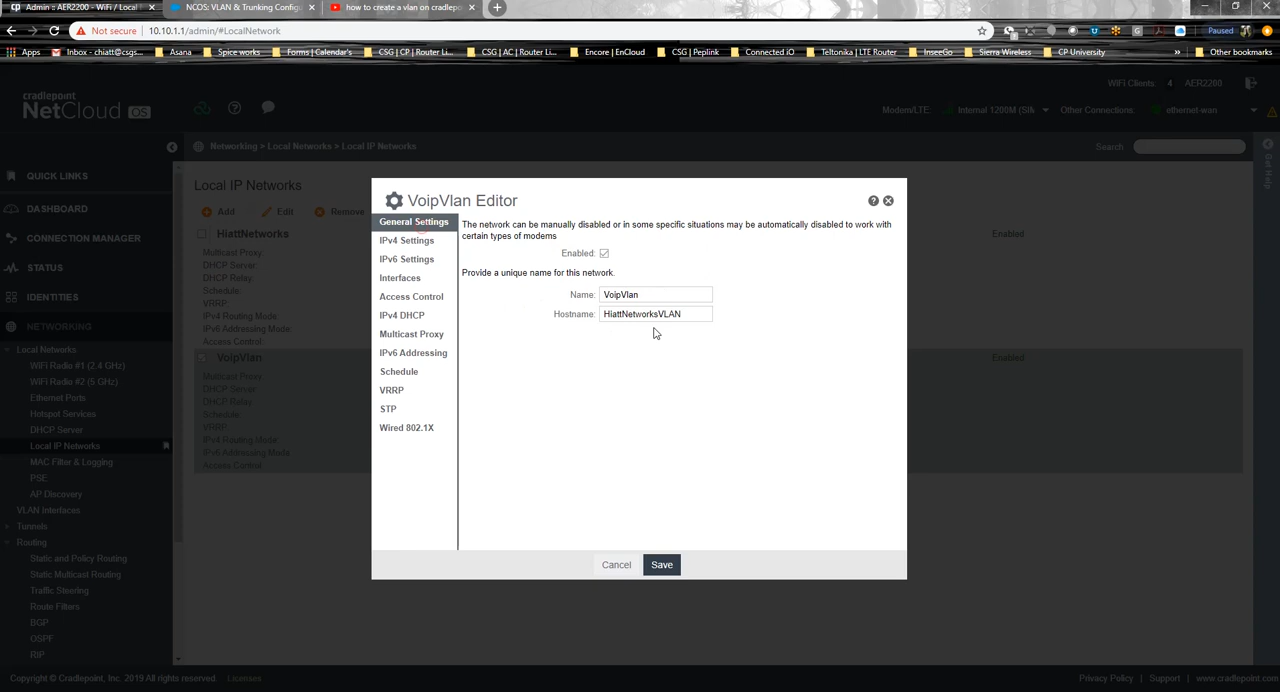 Admin :: AER2200 - WiFi / Local
NCOS: VLAN & Trunking Configu
how to create a vlan on cradlepo
Not secure | 10.10.1.1/admin/#LocalNetwork
Paused
Apps
Inbox - chiatt@csgs...
Asana
Spice works
Forms | Calendar's
CSG | CP | Router Li...
CSG | AC | Router Li...
Encore | EnCloud
CSG | Peplink
Connected iO
Teltonika | LTE Router
InseeGo
Sierra Wireless
CP University
»
Other bookmarks
WiFi Clients: 4 AER2200
cradlepoint
NetCloud OS
Modem/LTE: Internal 1200M (SIM
Other Connections: ethernet-wan
Networking > Local Networks > Local IP Networks
Search
Get Help
QUICK LINKS
DASHBOARD
CONNECTION MANAGER
STATUS
IDENTITIES
NETWORKING
Local Networks
WiFi Radio #1 (2.4 GHz)
WiFi Radio #2 (5 GHz)
Ethernet Ports
Hotspot Services
DHCP Server
Local IP Networks
MAC Filter & Logging
PSE
AP Discovery
VLAN Interfaces
Tunnels
Routing
Static and Policy Routing
Static Multicast Routing
Traffic Steering
Route Filters
BGP
OSPF
RIP
Local IP Networks
Add
Edit
Remove
HiattNetworks
Enabled
Multicast Proxy:
DHCP Server:
DHCP Relay:
Schedule:
VRRP:
IPv4 Routing Mode:
IPv6 Addressing Mode:
Access Control:
VoipVlan
Enabled
Multicast Proxy:
DHCP Server:
DHCP Relay:
Schedule:
VRRP:
IPv4 Routing Mode:
IPv6 Addressing Mode:
Access Control:
VoipVlan Editor
General Settings
IPv4 Settings
IPv6 Settings
Interfaces
Access Control
IPv4 DHCP
Multicast Proxy
IPv6 Addressing
Schedule
VRRP
STP
Wired 802.1X
The network can be manually disabled or in some specific situations may be automatically disabled to work with
certain types of modems
Enabled:
Provide a unique name for this network.
Name: VoipVlan
Hostname: HiattNetworksVLAN
Cancel
Save
Copyright © Cradlepoint, Inc. 2019 All rights reserved. Licenses
Privacy Policy | Support | www.cradlepoint.com